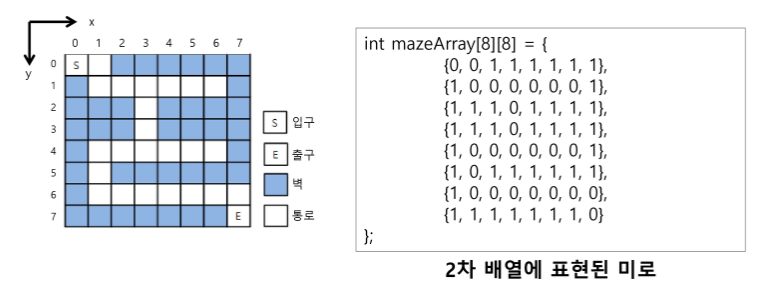 x
0 1 2 3 4 5 6 7
y
0 S
1
2
3
4
5
6
7 E
S 입구
E 출구
벽
통로
int mazeArray[8][8] = {
{0, 0, 1, 1, 1, 1, 1, 1},
{1, 0, 0, 0, 0, 0, 0, 1},
{1, 1, 1, 0, 1, 1, 1, 1},
{1, 1, 1, 0, 1, 1, 1, 1},
{1, 0, 0, 0, 0, 0, 0, 1},
{1, 0, 1, 1, 1, 1, 1, 1},
{1, 0, 0, 0, 0, 0, 0, 0},
{1, 1, 1, 1, 1, 1, 1, 0}
};
2차 배열에 표현된 미로